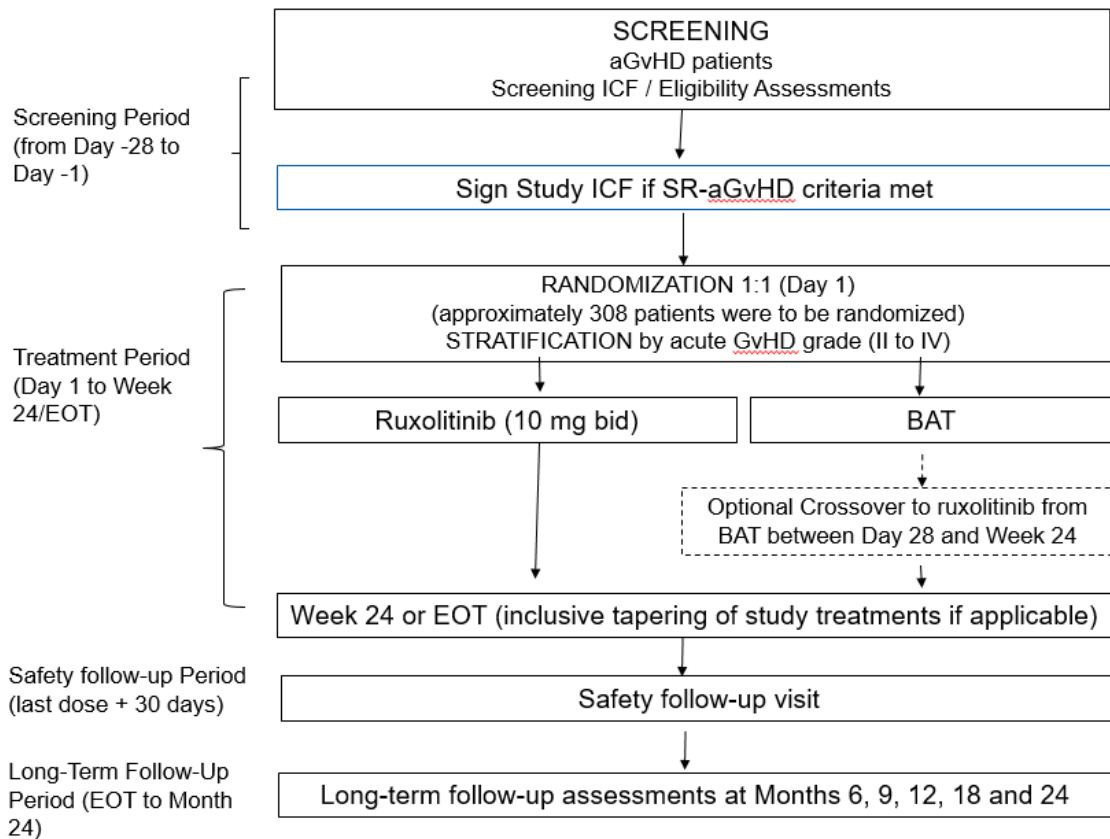 SCREENING
aGvHD patients
Screening ICF / Eligibility Assessments
Screening Period
(from Day -28 to
Day -1)
Sign Study ICF if SR-aGvHD criteria met
RANDOMIZATION 1:1 (Day 1)
(approximately 308 patients were to be randomized)
STRATIFICATION by acute GvHD grade (II to IV)
Treatment Period
(Day 1 to Week
24/EOT)
Ruxolitinib (10 mg bid)
BAT
Optional Crossover to ruxolitinib from
BAT between Day 28 and Week 24
Week 24 or EOT (inclusive tapering of study treatments if applicable)
Safety follow-up Period
(last dose + 30 days)
Safety follow-up visit
Long-Term Follow-Up
Period (EOT to Month
24)
Long-term follow-up assessments at Months 6, 9, 12, 18 and 24